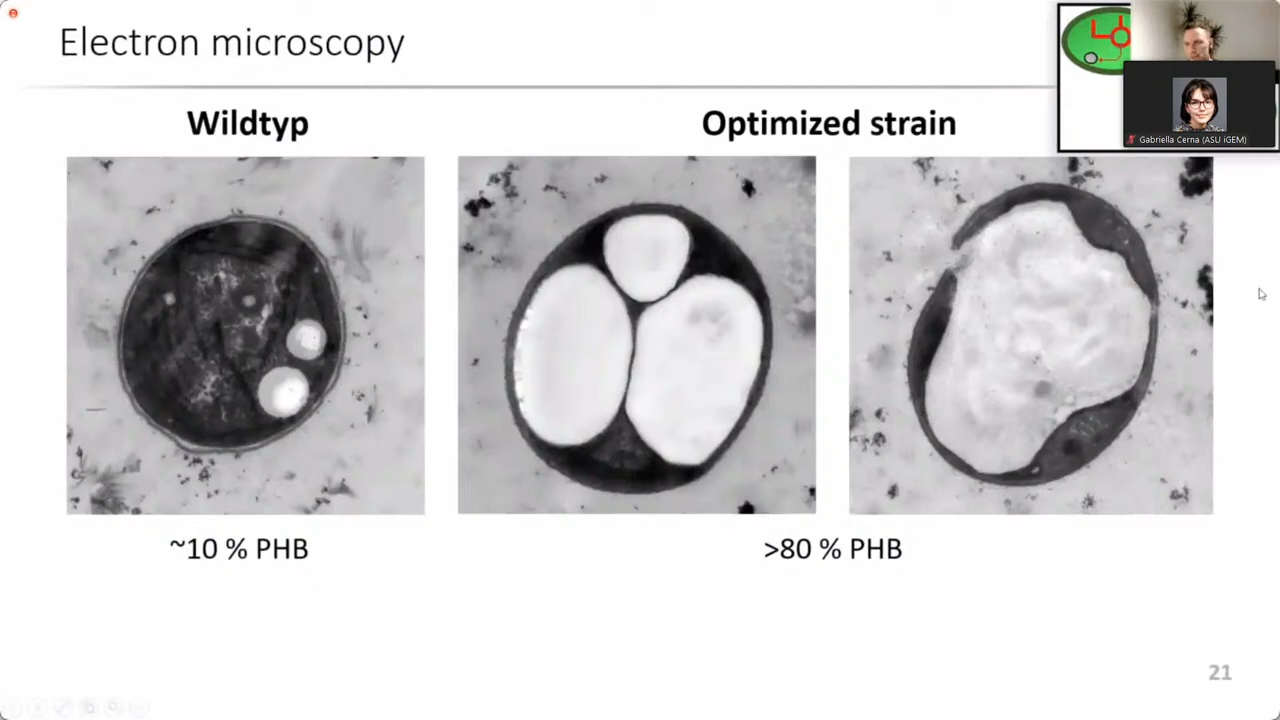 Electron microscopy
Wildtyp
Optimized strain
Gabriella Cerna (ASU iGEM)
~10 % PHB
>80 % PHB
21